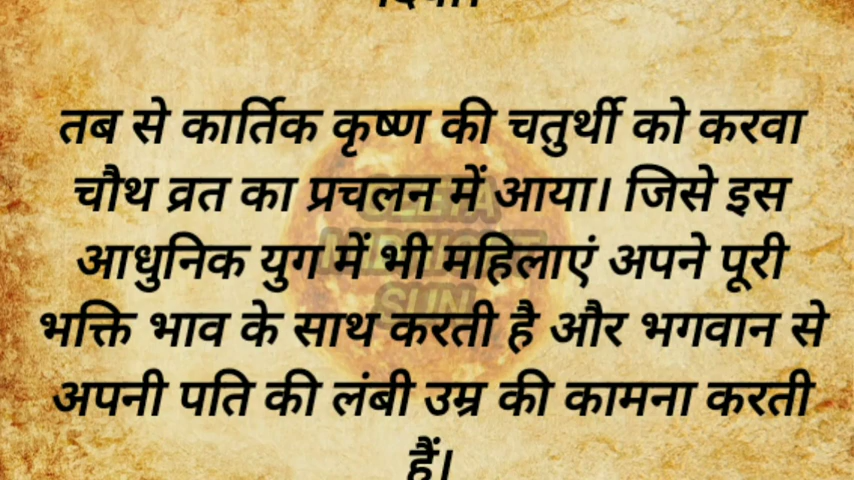 तब से कार्तिक कृष्ण की चतुर्थी को करवा
चौथ व्रत का प्रचलन में आया। जिसे इस
आधुनिक युग में भी महिलाएं अपने पूरी
भक्ति भाव के साथ करती है और भगवान से
अपनी पति की लंबी उम्र की कामना करती
हैं।